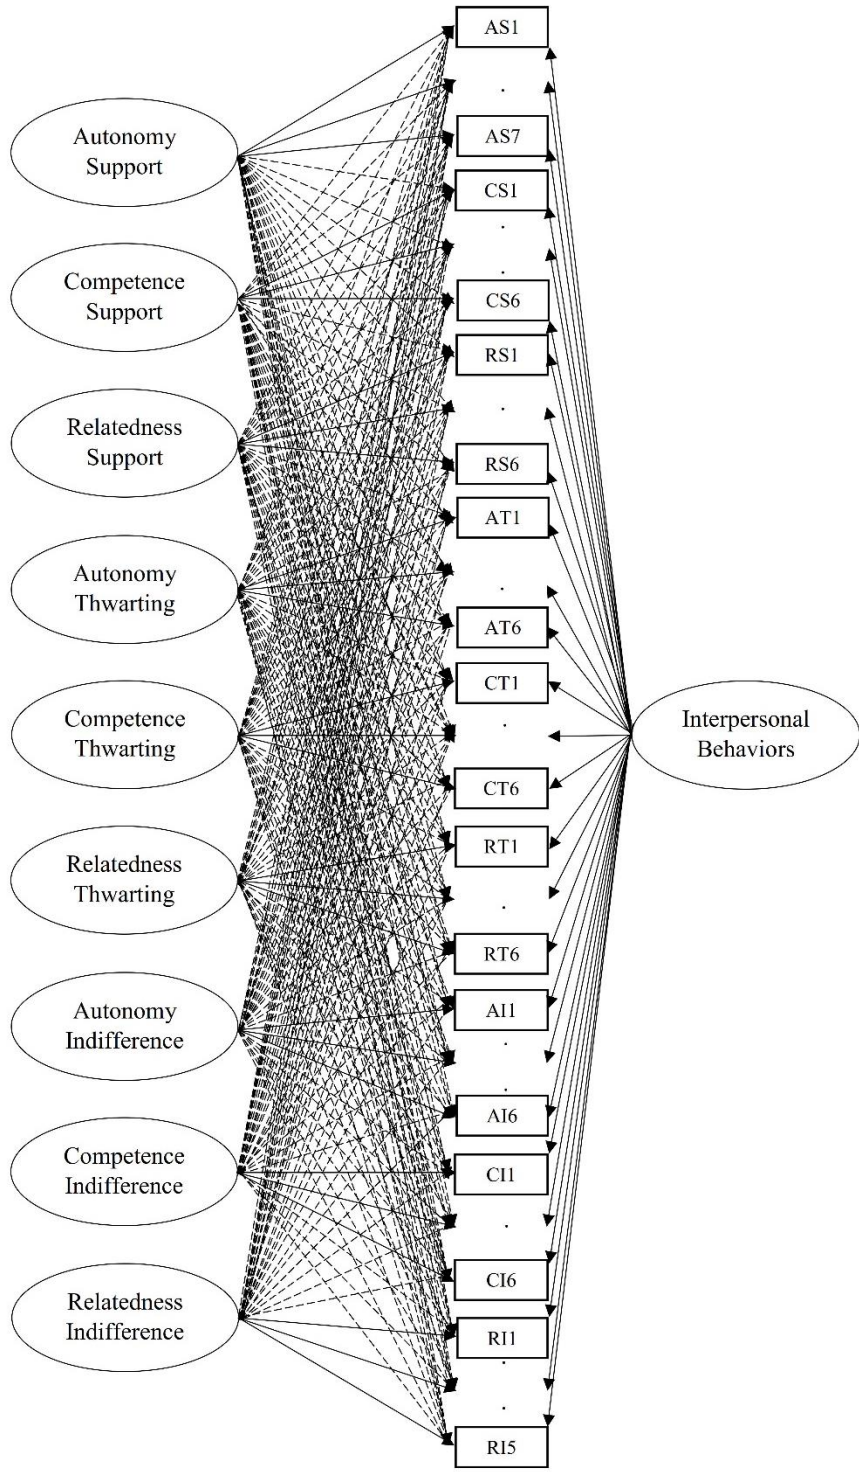 Autonomy
Support
Competence
Support
Relatedness
Support
Autonomy
Thwarting
Competence
Thwarting
Relatedness
Thwarting
Autonomy
Indifference
Competence
Indifference
Relatedness
Indifference
AS1
.
AS7
CS1
.
.
CS6
RS1
.
RS6
AT1
.
AT6
CT1
.
CT6
RT1
.
RT6
AI1
.
.
AI6
CI1
.
CI6
RI1
.
.
RI5
Interpersonal
Behaviors